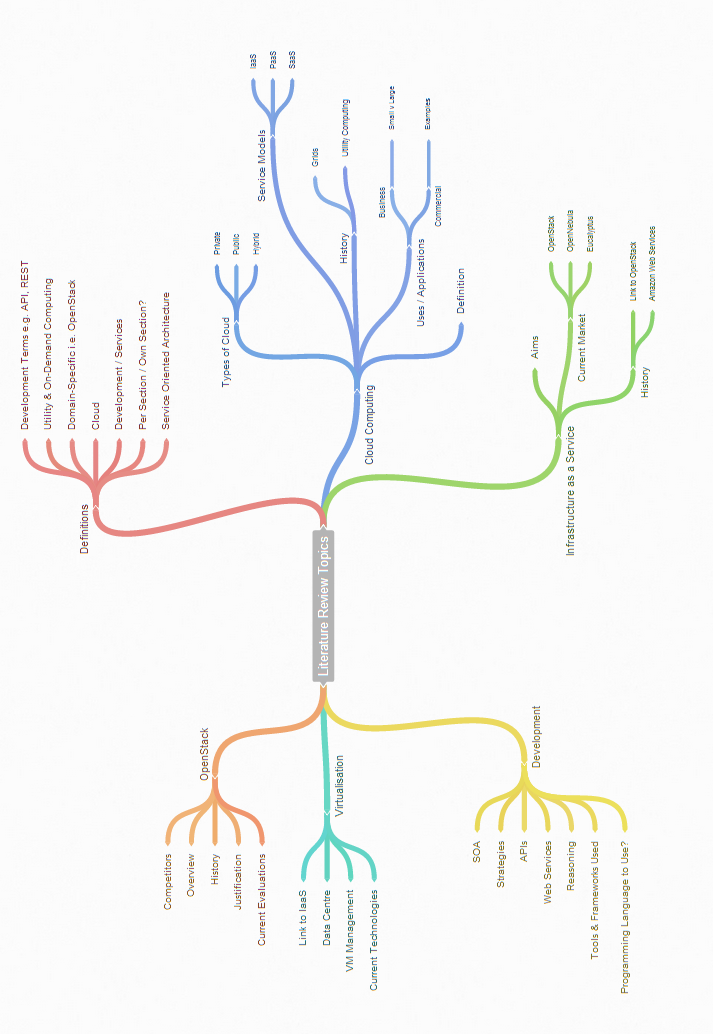 Literature Review Topics
Definitions
Development Terms e.g. API, REST
Utility & On-Demand Computing
Domain-Specific i.e. OpenStack
Cloud
Development / Services
Per Section / Own Section?
Service Oriented Architecture
Cloud Computing
Types of Cloud
Private
Public
Hybrid
Service Models
IaaS
PaaS
SaaS
History
Grids
Utility Computing
Uses / Applications
Business
Small v Large
Commercial
Examples
Definition
Infrastructure as a Service
Aims
Current Market
OpenStack
OpenNebula
Eucalyptus
History
Link to OpenStack
Amazon Web Services
OpenStack
Competitors
Overview
History
Justification
Current Evaluations
Virtualisation
Link to IaaS
Data Centre
VM Management
Current Technologies
Development
SOA
Strategies
APIs
Web Services
Reasoning
Tools & Frameworks Used
Programming Language to Use?